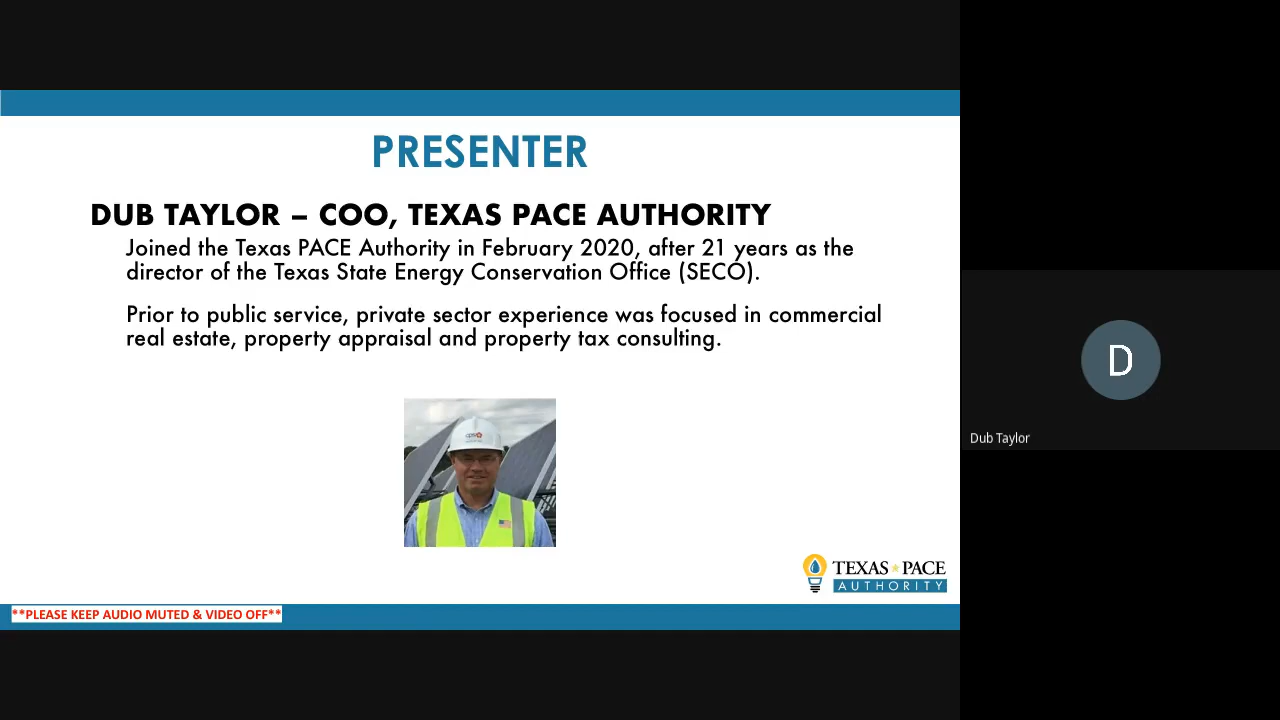 PRESENTER
DUB TAYLOR – COO, TEXAS PACE AUTHORITY
Joined the Texas PACE Authority in February 2020, after 21 years as the
director of the Texas State Energy Conservation Office (SECO).
Prior to public service, private sector experience was focused in commercial
real estate, property appraisal and property tax consulting.
cps
TEXAS PACE
AUTHORITY
**PLEASE KEEP AUDIO MUTED & VIDEO OFF**
D
Dub Taylor